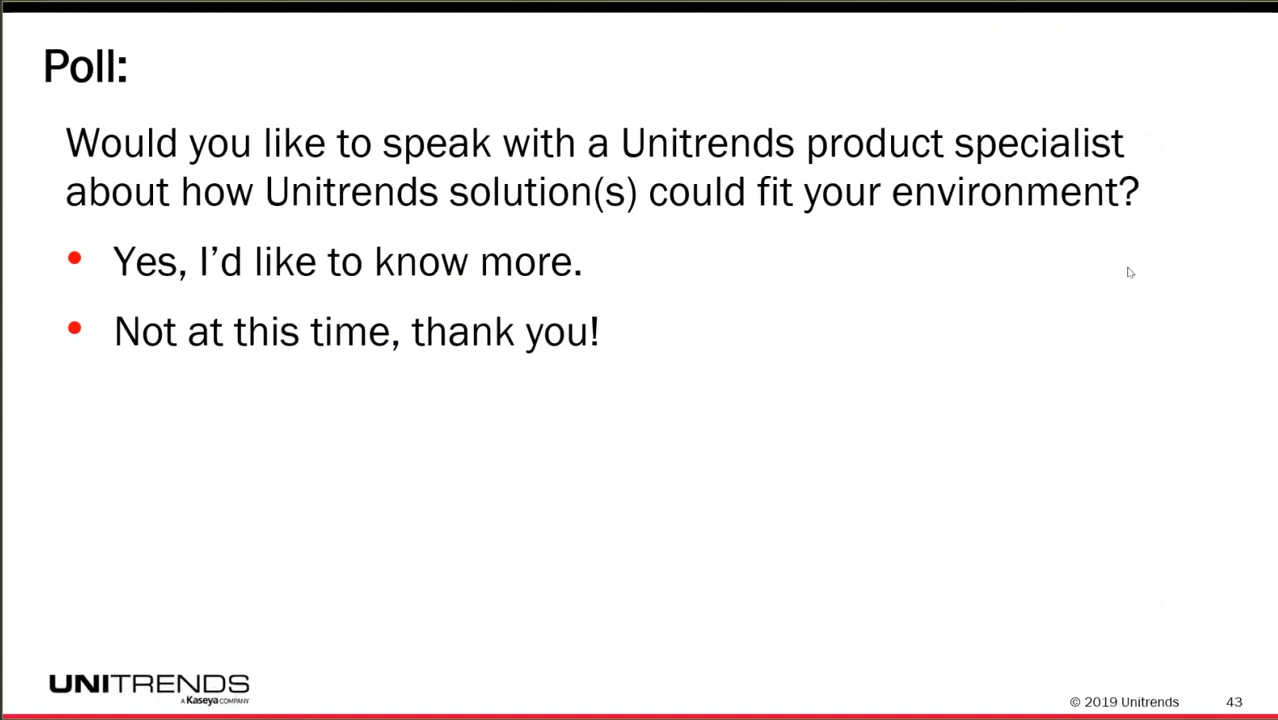 Poll:
Would you like to speak with a Unitrends product specialist
about how Unitrends solution(s) could fit your environment?
• Yes, I’d like to know more.
• Not at this time, thank you!
UNITRENDS
A Kaseya COMPANY
© 2019 Unitrends 43